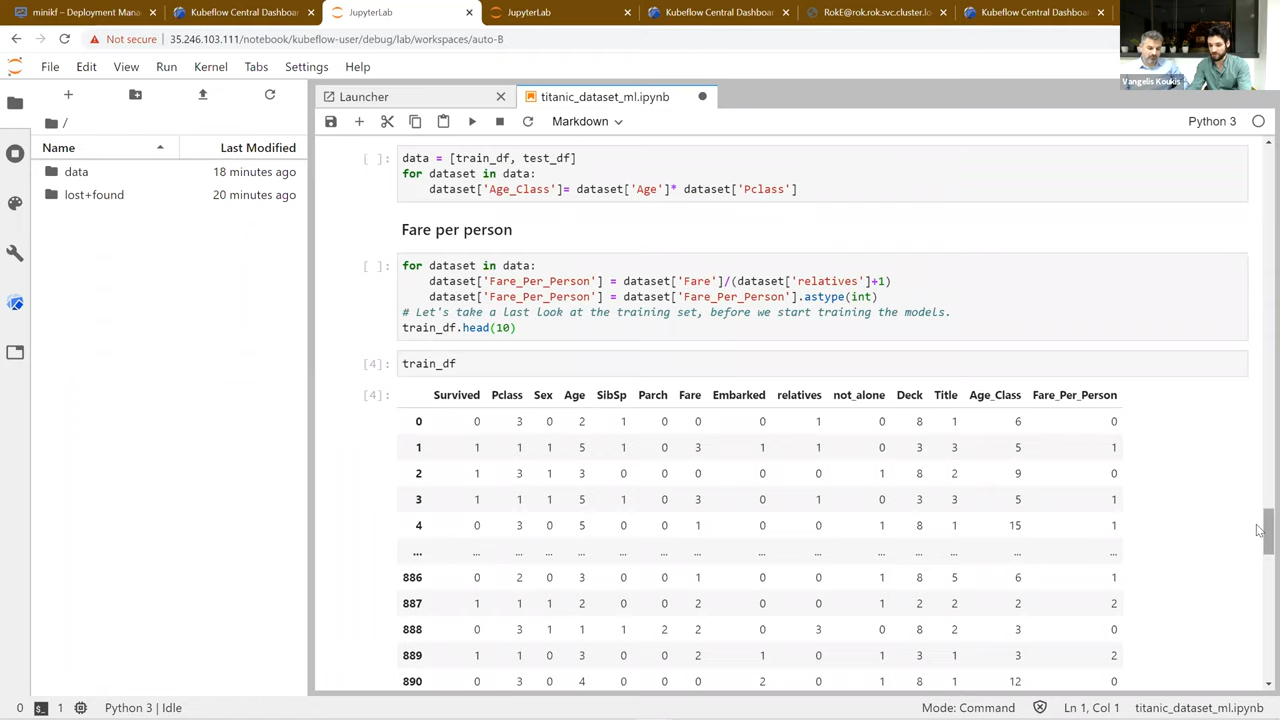 minikf – Deployment Mana
Kubeflow Central Dashboar
JupyterLab
JupyterLab
Kubeflow Central Dashboar
RokE@rok.rok.svc.cluster.lo
Kubeflow Central Dashboar
Not secure 35.246.103.111/notebook/kubeflow-user/debug/lab/workspaces/auto-B
Vangelis Koukis
File Edit View Run Kernel Tabs Settings Help
Launcher titanic_dataset_ml.ipynb
Markdown Python 3
/
Name Last Modified
data 18 minutes ago
lost+found 20 minutes ago
[ ]: data = [train_df, test_df]
for dataset in data:
dataset['Age_Class']= dataset['Age']* dataset['Pclass']
Fare per person
[ ]: for dataset in data:
dataset['Fare_Per_Person'] = dataset['Fare']/(dataset['relatives']+1)
dataset['Fare_Per_Person'] = dataset['Fare_Per_Person'].astype(int)
# Let's take a last look at the training set, before we start training the models.
train_df.head(10)
[4]: train_df
[4]: Survived Pclass Sex Age SibSp Parch Fare Embarked relatives not_alone Deck Title Age_Class Fare_Per_Person
0 0 3 0 2 1 0 0 0 1 0 8 1 6 0
1 1 1 1 5 1 0 3 1 1 0 3 3 5 1
2 1 3 1 3 0 0 0 0 0 1 8 2 9 0
3 1 1 1 5 1 0 3 0 1 0 3 3 5 1
4 0 3 0 5 0 0 1 0 0 1 8 1 15 1
... ... ... ... ... ... ... ... ... ... ... ... ... ... ...
886 0 2 0 3 0 0 1 0 0 1 8 5 6 1
887 1 1 1 2 0 0 2 0 0 1 2 2 2 2
888 0 3 1 1 1 2 2 0 3 0 8 2 3 0
889 1 1 0 3 0 0 2 1 0 1 3 1 3 2
890 0 3 0 4 0 0 0 2 0 1 8 1 12 0
0 1 Python 3 | Idle Mode: Command Ln 1, Col 1 titanic_dataset_ml.ipynb